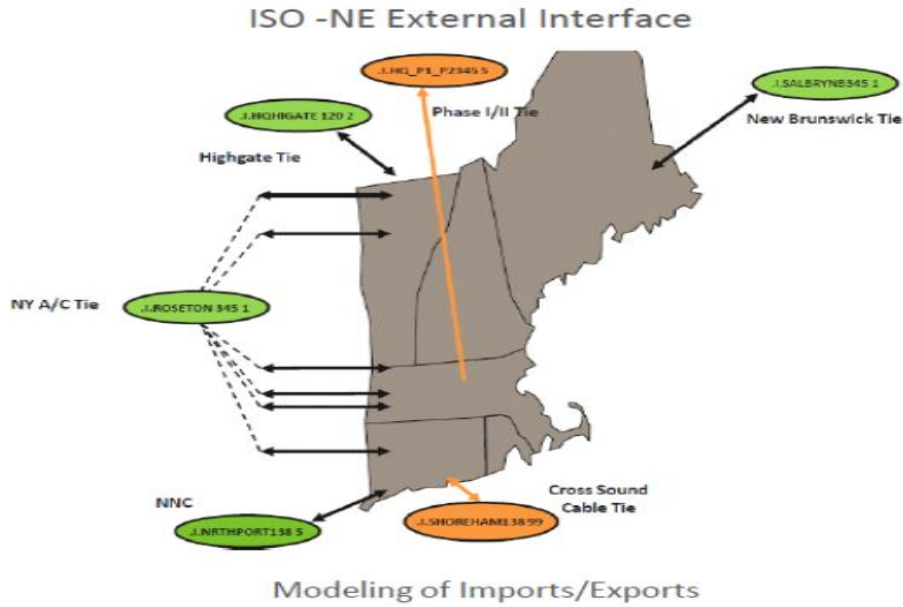 ISO -NE External Interface
.I.HQ_P1_P2345 5
.I.SALBRYNB345 1
Phase I/II Tie
New Brunswick Tie
.I.HQHIGATE 120 2
Highgate Tie
NY A/C Tie
.I.ROSETON 345 1
NNC
Cross Sound
Cable Tie
.I.NRTHPORT138 5
.I.SHOREHAM138 99
Modeling of Imports/Exports